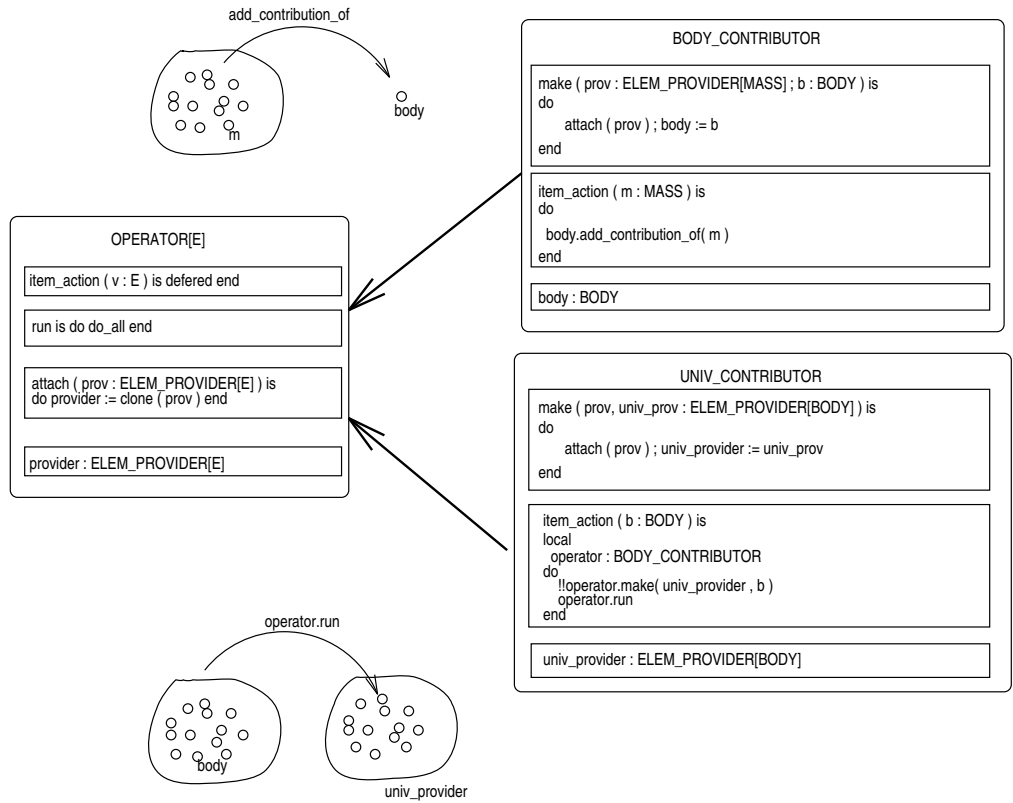 add_contribution_of
m
body
OPERATOR[E]
item_action ( v : E ) is defered end
run is do do_all end
attach ( prov : ELEM_PROVIDER[E] ) is
do provider := clone ( prov ) end
provider : ELEM_PROVIDER[E]
BODY_CONTRIBUTOR
make ( prov : ELEM_PROVIDER[MASS] ; b : BODY ) is
do
attach ( prov ) ; body := b
end
item_action ( m : MASS ) is
do
body.add_contribution_of( m )
end
body : BODY
UNIV_CONTRIBUTOR
make ( prov, univ_prov : ELEM_PROVIDER[BODY] ) is
do
attach ( prov ) ; univ_provider := univ_prov
end
item_action ( b : BODY ) is
local
operator : BODY_CONTRIBUTOR
do
!!operator.make( univ_provider , b )
operator.run
end
univ_provider : ELEM_PROVIDER[BODY]
operator.run
body
univ_provider